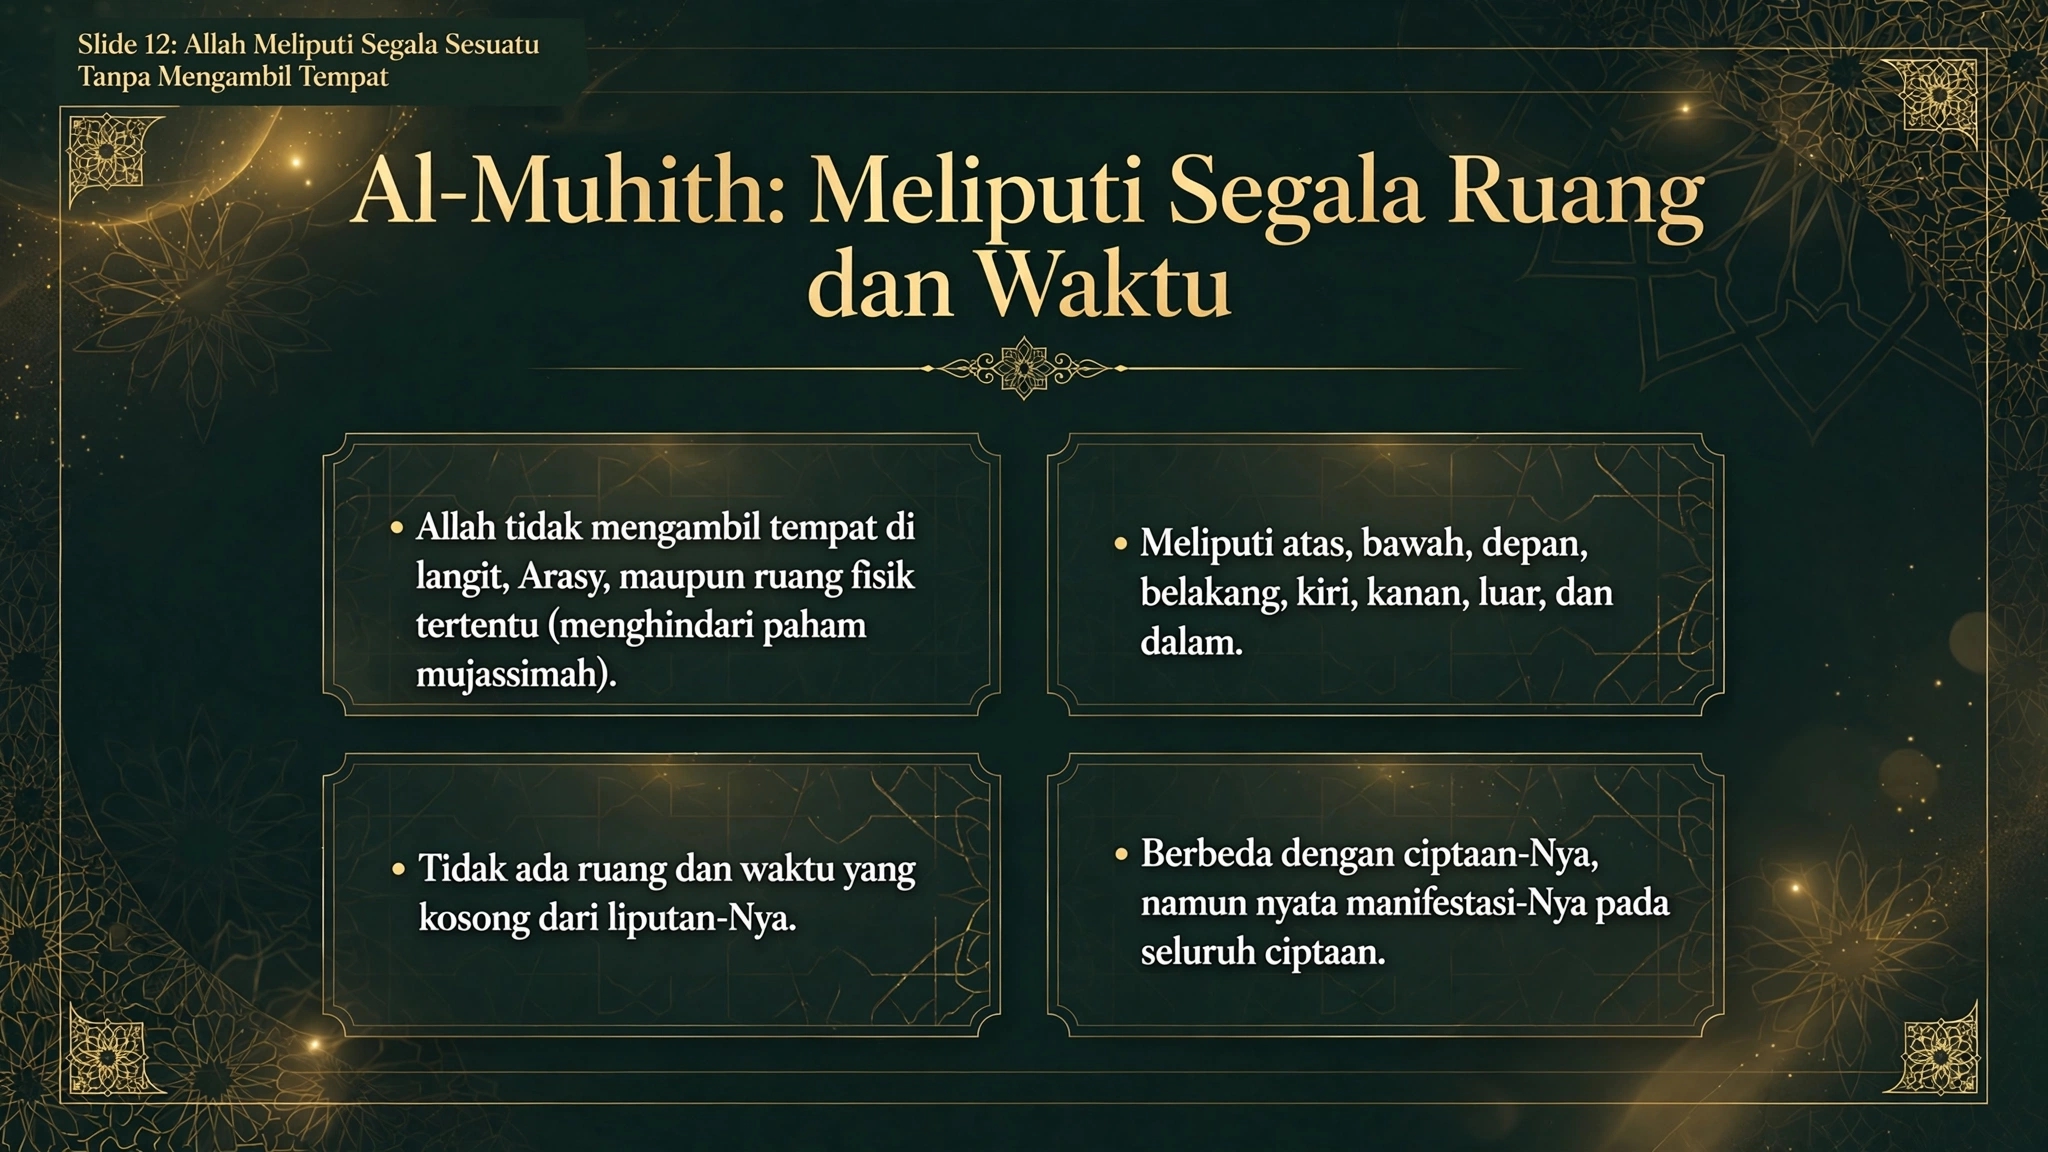 Slide 12: Allah Meliputi Segala Sesuatu
Tanpa Mengambil Tempat
Al-Muhith: Meliputi Segala Ruang
dan Waktu
• Allah tidak mengambil tempat di
langit, Arasy, maupun ruang fisik
tertentu (menghindari paham
mujassimah).
• Meliputi atas, bawah, depan,
belakang, kiri, kanan, luar, dan
dalam.
• Tidak ada ruang dan waktu yang
kosong dari liputan-Nya.
• Berbeda dengan ciptaan-Nya,
namun nyata manifestasi-Nya pada
seluruh ciptaan.